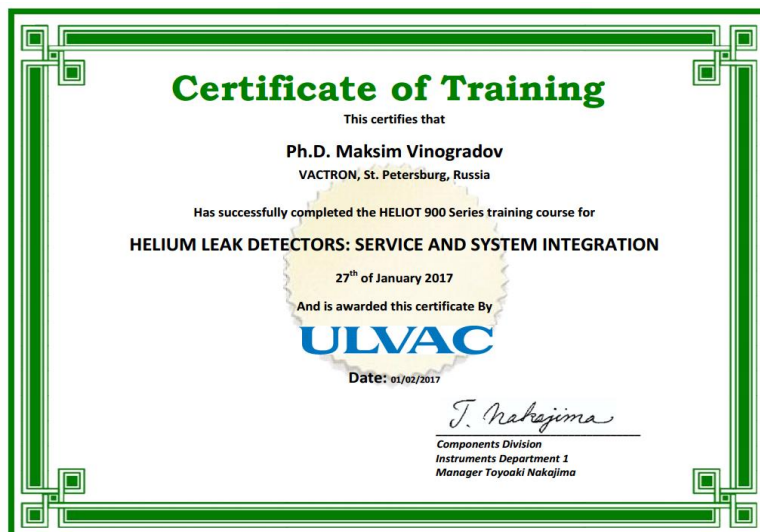 Certificate of Training
This certifies that
Ph.D. Maksim Vinogradov
VACTRON, St. Petersburg, Russia
Has successfully completed the HELIOT 900 Series training course for
HELIUM LEAK DETECTORS: SERVICE AND SYSTEM INTEGRATION
27th of January 2017
And is awarded this certificate By
ULVAC
Date: 01/02/2017
T. Nakajima
Components Division
Instruments Department 1
Manager Toyoaki Nakajima